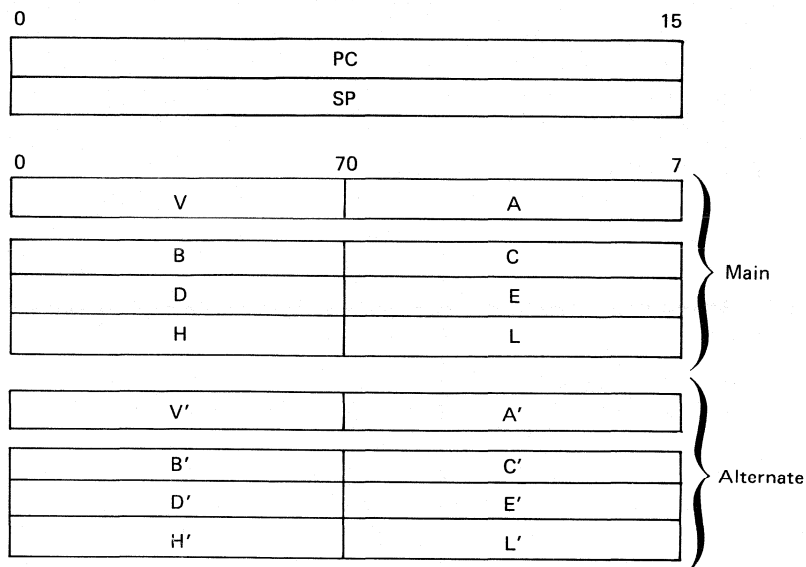 0 15
PC
SP
0 70 7
V A
B C
D E
H L
Main
V′ A′
B′ C′
D′ E′
H′ L′
Alternate